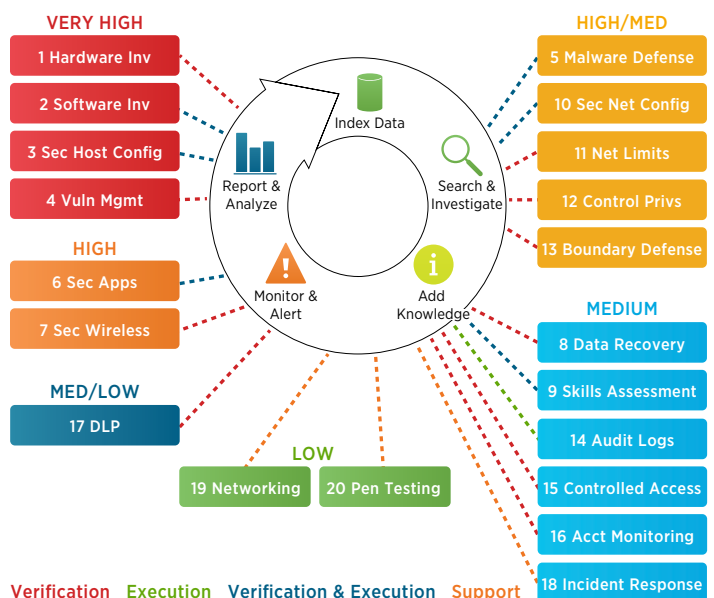 VERY HIGH
1 Hardware Inv
2 Software Inv
3 Sec Host Config
4 Vuln Mgmt
HIGH
6 Sec Apps
7 Sec Wireless
MED/LOW
17 DLP
Index Data
Search &
Investigate
Add
Knowledge
Monitor &
Alert
Report &
Analyze
HIGH/MED
5 Malware Defense
10 Sec Net Config
11 Net Limits
12 Control Privs
13 Boundary Defense
MEDIUM
8 Data Recovery
9 Skills Assessment
14 Audit Logs
15 Controlled Access
16 Acct Monitoring
18 Incident Response
LOW
19 Networking
20 Pen Testing
Verification Execution Verification & Execution Support